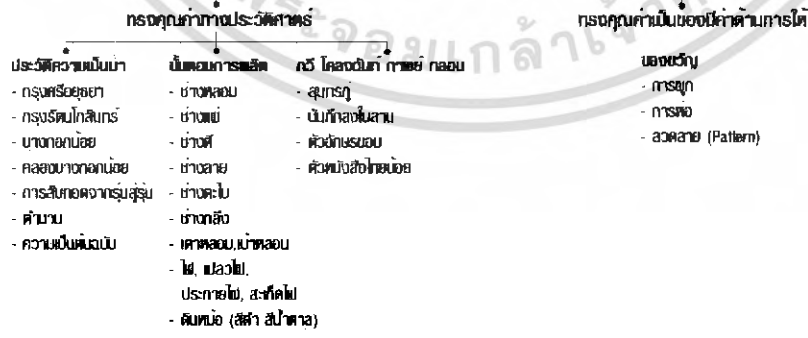 ทรงคุณค่าทางประวัติศาตร์
ทรงคุณค่าเป็นของมีค่าด้านการให้
ประวัติความเป็นมา
- กรุงศรีอยุธยา
- กรุงรัตนโกสินทร์
- บางกอกน้อย
- คลองบางกอกน้อย
- การสืบทอดจากรุ่นสู่รุ่น
- ตำนาน
- ความเป็นต้นฉบับ
ขั้นตอนการผลิต
- ช่างหลอม
- ช่างแผ่
- ช่างตี
- ช่างลาย
- ช่างตะไบ
- ช่างกลึง
- เตาหลอม,เบ้าหลอม
- ไฟ, เปลวไฟ,
ประกายไฟ, สะเก็ดไฟ
- ดินหม้อ (สีดำ สีน้ำตาล)
กวี โคลงฉันท์ กาพย์ กลอน
- สุนทรภู่
- บันทึกลงใบลาน
- ตัวอักษรขอม
- ตัวหนังสือไทยน้อย
ของขวัญ
- การผูก
- การห่อ
- ลวดลาย (Pattern)
จอมเกล้าเจ้า